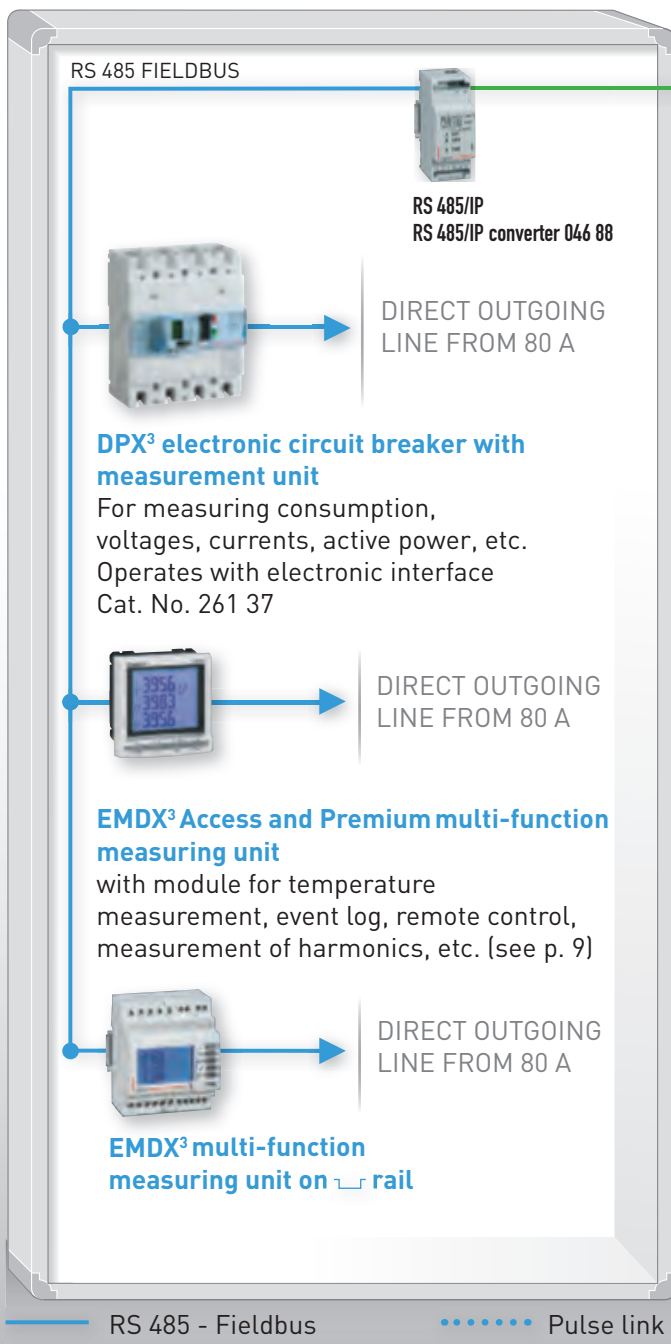 RS 485 FIELDBUS
RS 485/IP
RS 485/IP converter 046 88
DIRECT OUTGOING
LINE FROM 80 A
DPX³ electronic circuit breaker with
measurement unit
For measuring consumption,
voltages, currents, active power, etc.
Operates with electronic interface
Cat. No. 261 37
3956
3983
3956
DIRECT OUTGOING
LINE FROM 80 A
EMDX³ Access and Premium multi-function
measuring unit
with module for temperature
measurement, event log, remote control,
measurement of harmonics, etc. (see p. 9)
DIRECT OUTGOING
LINE FROM 80 A
EMDX³ multi-function
measuring unit on rail
RS 485 - Fieldbus
Pulse link